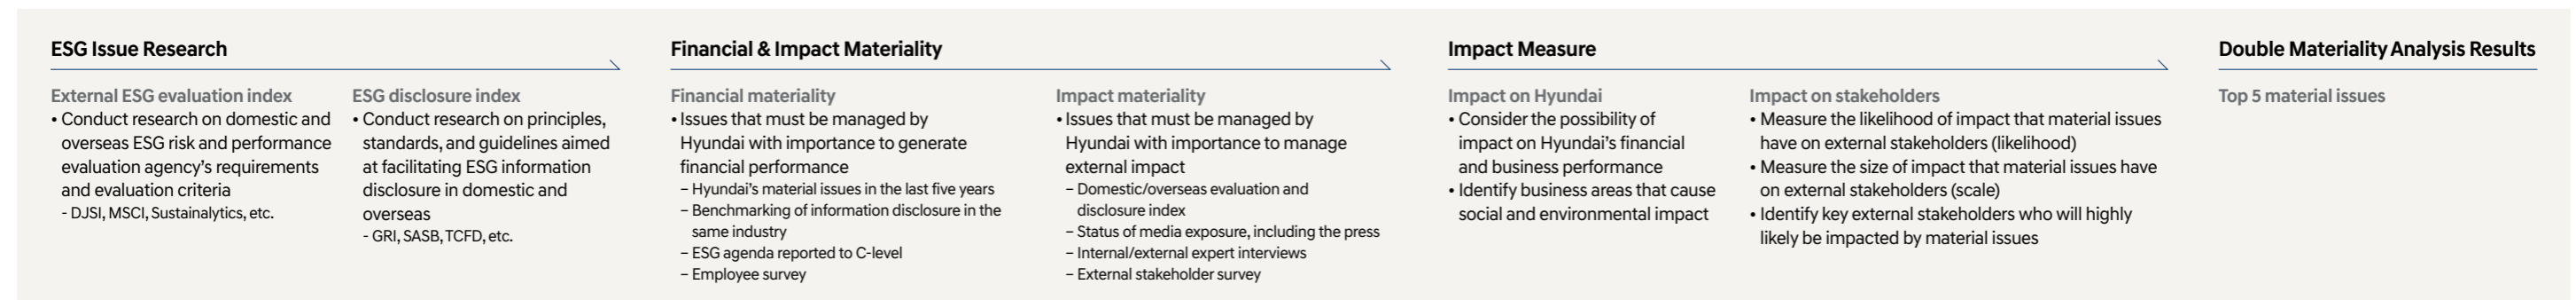 ESG Issue Research
External ESG evaluation index
• Conduct research on domestic and
overseas ESG risk and performance
evaluation agency's requirements
and evaluation criteria
- DJSI, MSCI, Sustainalytics, etc.
ESG disclosure index
• Conduct research on principles,
standards, and guidelines aimed
at facilitating ESG information
disclosure in domestic and
overseas
- GRI, SASB, TCFD, etc.
Financial & Impact Materiality
Financial materiality
• Issues that must be managed by
Hyundai with importance to generate
financial performance
– Hyundai's material issues in the last five years
– Benchmarking of information disclosure in the
same industry
– ESG agenda reported to C-level
– Employee survey
Impact materiality
• Issues that must be managed by
Hyundai with importance to manage
external impact
– Domestic/overseas evaluation and
disclosure index
– Status of media exposure, including the press
– Internal/external expert interviews
– External stakeholder survey
Impact Measure
Impact on Hyundai
• Consider the possibility of
impact on Hyundai's financial
and business performance
• Identify business areas that cause
social and environmental impact
Impact on stakeholders
• Measure the likelihood of impact that material issues
have on external stakeholders (likelihood)
• Measure the size of impact that material issues have
on external stakeholders (scale)
• Identify key external stakeholders who will highly
likely be impacted by material issues
Double Materiality Analysis Results
Top 5 material issues